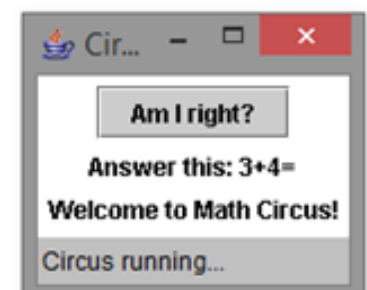 Cir...
Am I right?
Answer this: 3+4=
Welcome to Math Circus!
Circus running...